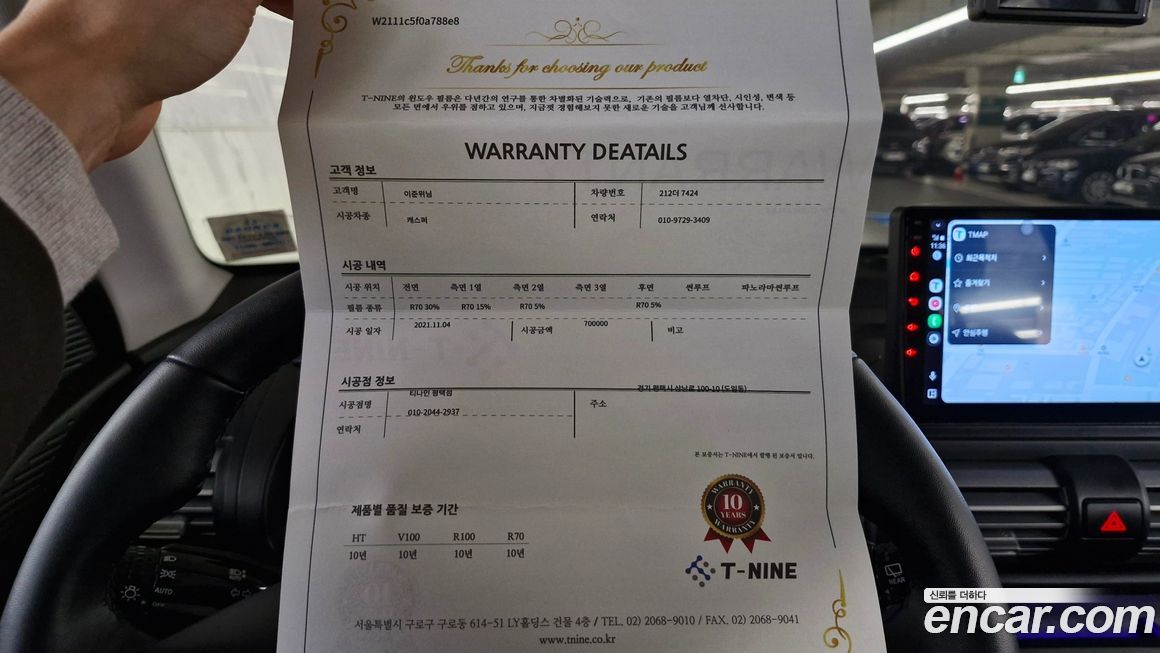 W2111c5f0a788e8
Thanks for choosing our product
T-NINE의 윈도우 필름은 다년간의 연구를 통한 차별화된 기술력으로, 기존의 필름보다 열차단, 시인성, 변색 등
모든 면에서 우위를 점하고 있으며, 지금껏 경험해보지 못한 새로운 기술을 고객님께 선사합니다.
WARRANTY DEATAILS
고객 정보
고객명 이준위님 차량번호 212더 7424
시공차종 캐스퍼 연락처 010-9729-3409
시공 내역
시공 위치 전면 측면 1열 측면 2열 측면 3열 후면 썬루프 파노라마썬루프
필름 종류 R70 30% R70 15% R70 5% R70 5%
시공 일자 2021.11.04 시공금액 700000 비고
시공점 정보
시공점명 티나인 평택점 주소 경기 평택시 삼남로 100-10 (도일동)
연락처 010-2044-2937
본 보증서는 T-NINE에서 발행 된 보증서 입니다.
WARRANTY
10
YEARS
WARRANTY
제품별 품질 보증 기간
HT V100 R100 R70
10년 10년 10년 10년
T-NINE
서울특별시 구로구 구로동 614-51 LY홀딩스 건물 4층 / TEL. 02) 2068-9010 / FAX. 02) 2068-9041
www.tnine.co.kr
11:36
TMAP
최근목적지
즐겨찾기
안심주행
AUTO
OFF
REAR
신뢰를 더하다
encar.com